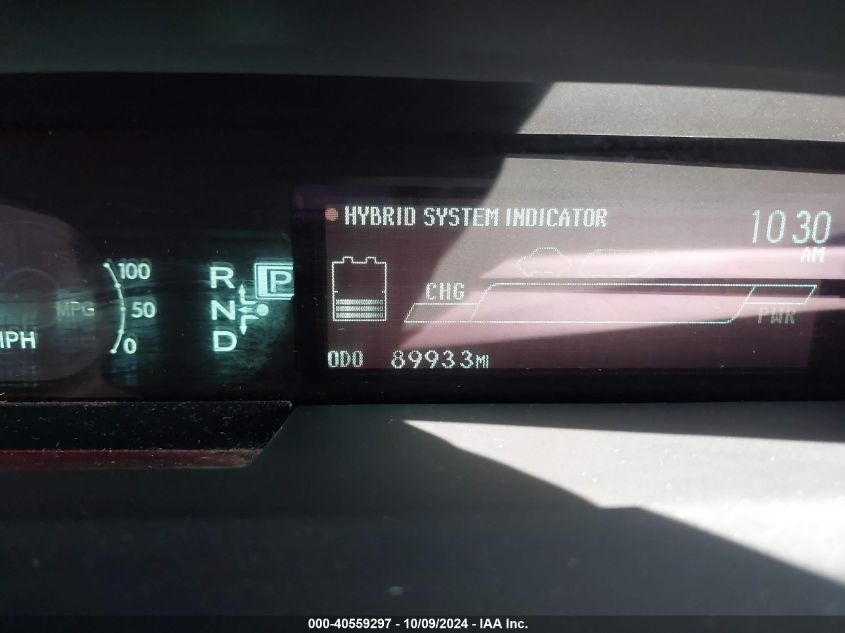 HYBRID SYSTEM INDICATOR
10:30
AM
100
MPG
50
0
MPH
R
P
N
D
CHG
PWR
ODO 89933MI
000-40559297 - 10/09/2024 - IAA Inc.